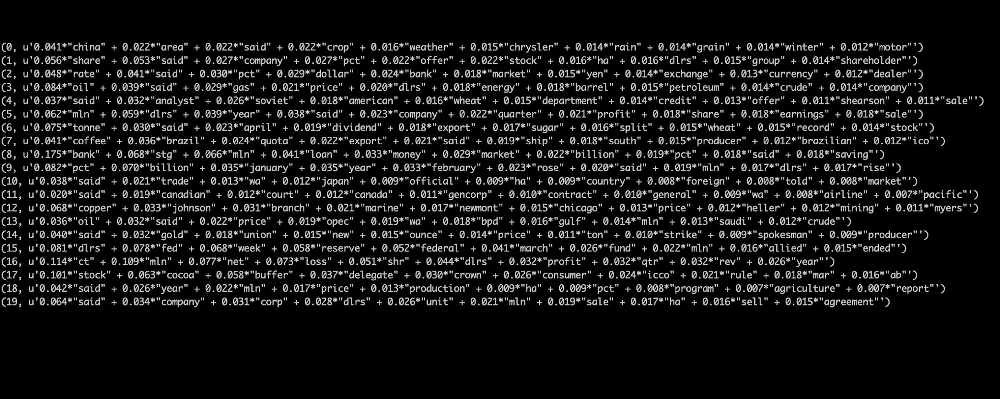 (0, u'0.041*"china" + 0.022*"area" + 0.022*"said" + 0.022*"crop" + 0.016*"weather" + 0.015*"chrysler" + 0.014*"rain" + 0.014*"grain" + 0.014*"winter" + 0.012*"motor"')
(1, u'0.056*"share" + 0.053*"said" + 0.027*"company" + 0.027*"pct" + 0.022*"offer" + 0.022*"stock" + 0.016*"ha" + 0.016*"dlrs" + 0.015*"group" + 0.014*"shareholder"')
(2, u'0.048*"rate" + 0.041*"said" + 0.030*"pct" + 0.029*"dollar" + 0.024*"bank" + 0.018*"market" + 0.015*"yen" + 0.014*"exchange" + 0.013*"currency" + 0.012*"dealer"')
(3, u'0.084*"oil" + 0.039*"said" + 0.029*"gas" + 0.021*"price" + 0.020*"dlrs" + 0.018*"energy" + 0.018*"barrel" + 0.015*"petroleum" + 0.014*"crude" + 0.014*"company"')
(4, u'0.037*"said" + 0.032*"analyst" + 0.026*"soviet" + 0.018*"american" + 0.016*"wheat" + 0.015*"department" + 0.014*"credit" + 0.013*"offer" + 0.011*"shearson" + 0.011*"sale"')
(5, u'0.062*"mln" + 0.059*"dlrs" + 0.039*"year" + 0.038*"said" + 0.023*"company" + 0.022*"quarter" + 0.021*"profit" + 0.018*"share" + 0.018*"earnings" + 0.018*"sale"')
(6, u'0.075*"tonne" + 0.030*"said" + 0.023*"april" + 0.019*"dividend" + 0.018*"export" + 0.017*"sugar" + 0.016*"split" + 0.015*"wheat" + 0.015*"record" + 0.014*"stock"')
(7, u'0.041*"coffee" + 0.036*"brazil" + 0.024*"quota" + 0.022*"export" + 0.021*"said" + 0.019*"ship" + 0.018*"south" + 0.015*"producer" + 0.012*"brazilian" + 0.012*"ico"')
(8, u'0.175*"bank" + 0.068*"stg" + 0.066*"mln" + 0.041*"loan" + 0.033*"money" + 0.029*"market" + 0.022*"billion" + 0.019*"pct" + 0.018*"said" + 0.018*"saving"')
(9, u'0.082*"pct" + 0.070*"billion" + 0.035*"january" + 0.035*"year" + 0.033*"february" + 0.023*"rose" + 0.020*"said" + 0.019*"mln" + 0.017*"dlrs" + 0.017*"rise"')
(10, u'0.038*"said" + 0.021*"trade" + 0.013*"wa" + 0.012*"japan" + 0.009*"official" + 0.009*"ha" + 0.009*"country" + 0.008*"foreign" + 0.008*"told" + 0.008*"market"')
(11, u'0.020*"said" + 0.019*"canadian" + 0.012*"court" + 0.012*"canada" + 0.011*"gencorp" + 0.010*"contract" + 0.010*"general" + 0.009*"wa" + 0.008*"airline" + 0.007*"pacific"')
(12, u'0.068*"copper" + 0.033*"johnson" + 0.031*"branch" + 0.021*"marine" + 0.017*"newmont" + 0.015*"chicago" + 0.013*"price" + 0.012*"heller" + 0.012*"mining" + 0.011*"myers"')
(13, u'0.036*"oil" + 0.032*"said" + 0.022*"price" + 0.019*"opec" + 0.019*"wa" + 0.018*"bpd" + 0.016*"gulf" + 0.014*"mln" + 0.013*"saudi" + 0.012*"crude"')
(14, u'0.040*"said" + 0.032*"gold" + 0.018*"union" + 0.015*"new" + 0.015*"ounce" + 0.014*"price" + 0.011*"ton" + 0.010*"strike" + 0.009*"spokesman" + 0.009*"producer"')
(15, u'0.081*"dlrs" + 0.078*"fed" + 0.068*"week" + 0.058*"reserve" + 0.052*"federal" + 0.041*"march" + 0.026*"fund" + 0.022*"mln" + 0.016*"allied" + 0.015*"ended"')
(16, u'0.114*"ct" + 0.109*"mln" + 0.077*"net" + 0.073*"loss" + 0.051*"shr" + 0.044*"dlrs" + 0.032*"profit" + 0.032*"qtr" + 0.032*"rev" + 0.026*"year"')
(17, u'0.101*"stock" + 0.063*"cocoa" + 0.058*"buffer" + 0.037*"delegate" + 0.030*"crown" + 0.026*"consumer" + 0.024*"icco" + 0.021*"rule" + 0.018*"mar" + 0.016*"ab"')
(18, u'0.042*"said" + 0.026*"year" + 0.022*"mln" + 0.017*"price" + 0.013*"production" + 0.009*"ha" + 0.009*"pct" + 0.008*"program" + 0.007*"agriculture" + 0.007*"report"')
(19, u'0.064*"said" + 0.034*"company" + 0.031*"corp" + 0.028*"dlrs" + 0.026*"unit" + 0.021*"mln" + 0.019*"sale" + 0.017*"ha" + 0.016*"sell" + 0.015*"agreement"')